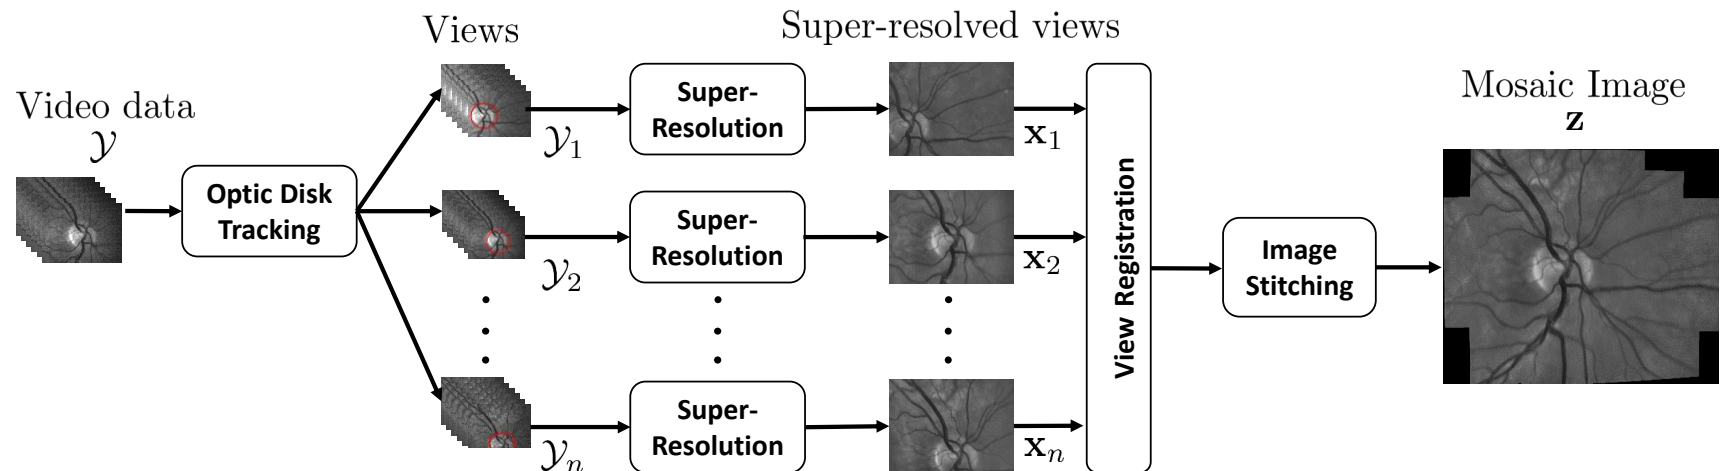 Video data
𝒴
Optic Disk
Tracking
Views
𝒴₁
𝒴₂
𝒴ₙ
Super-
Resolution
Super-
Resolution
Super-
Resolution
Super-resolved views
𝐱₁
𝐱₂
𝐱ₙ
View Registration
Image
Stitching
Mosaic Image
𝐳